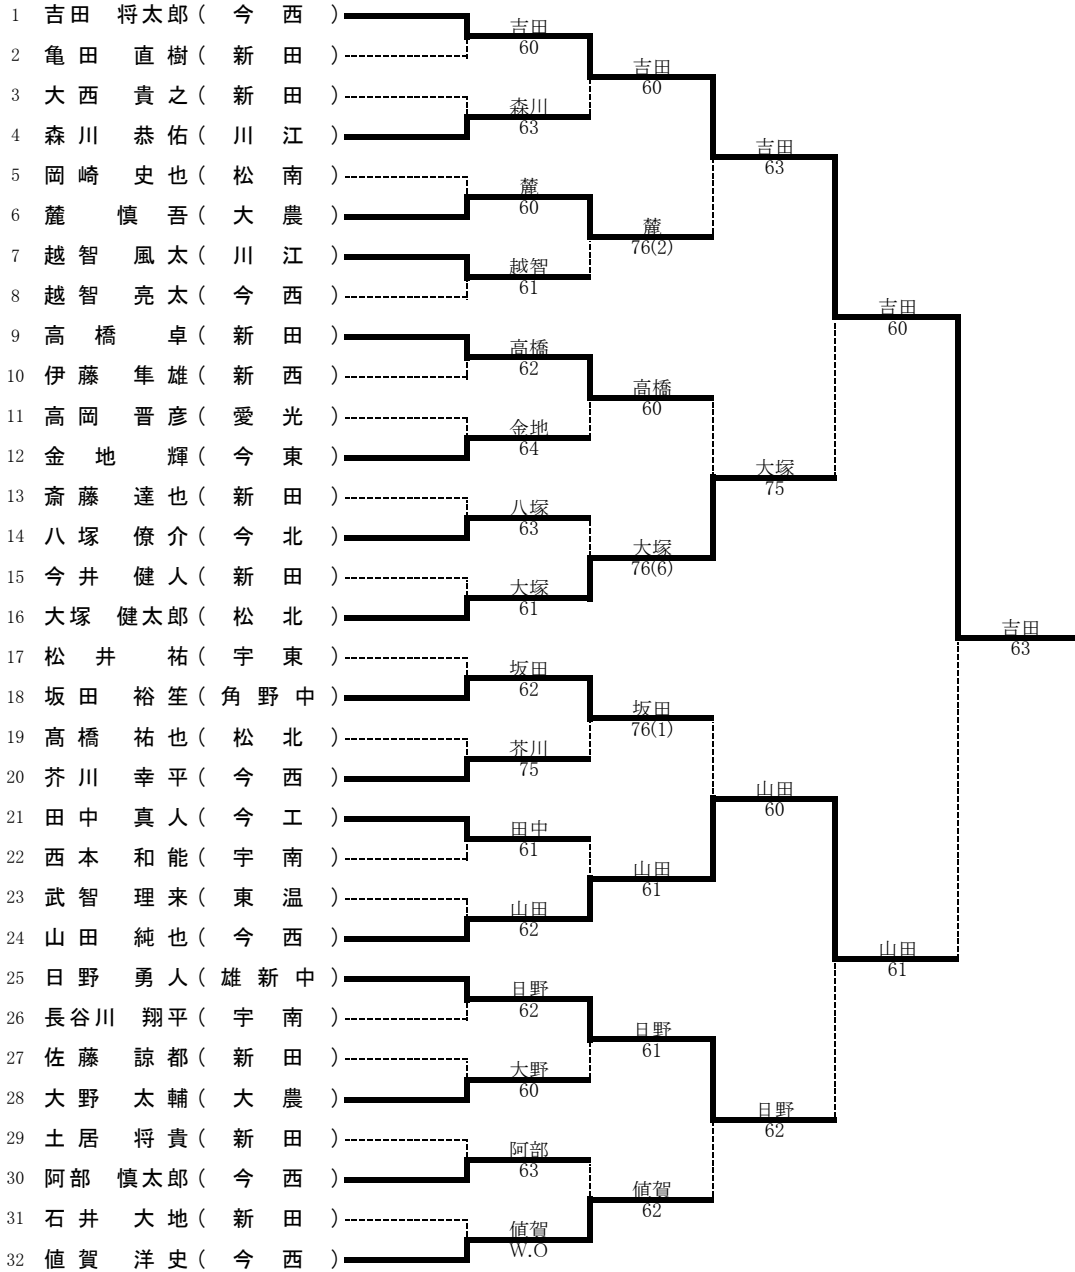 1 吉田 将太郎( 今 西 )
吉田
60
2 亀田 直樹( 新 田 )
吉田
60
3 大西 貴之( 新 田 )
森川
63
4 森川 恭佑( 川 江 )
吉田
63
5 岡崎 史也( 松 南 )
麓
60
6 麓 慎吾( 大 農 )
麓
76(2)
7 越智 風太( 川 江 )
越智
61
8 越智 亮太( 今 西 )
吉田
60
9 高橋 卓( 新 田 )
高橋
62
10 伊藤 隼雄( 新 西 )
高橋
60
11 高岡 晋彦( 愛 光 )
金地
64
12 金地 輝( 今 東 )
大塚
75
13 斎藤 達也( 新 田 )
八塚
63
14 八塚 僚介( 今 北 )
大塚
76(6)
15 今井 健人( 新 田 )
大塚
61
16 大塚 健太郎( 松 北 )
吉田
63
17 松井 祐( 宇 東 )
坂田
62
18 坂田 裕笙( 角 野 中 )
坂田
76(1)
19 髙橋 祐也( 松 北 )
芥川
75
20 芥川 幸平( 今 西 )
山田
60
21 田中 真人( 今 工 )
田中
61
22 西本 和能( 宇 南 )
山田
61
23 武智 理来( 東 温 )
山田
62
24 山田 純也( 今 西 )
山田
61
25 日野 勇人( 雄 新 中 )
日野
62
26 長谷川 翔平( 宇 南 )
日野
61
27 佐藤 諒都( 新 田 )
大野
60
28 大野 太輔( 大 農 )
日野
62
29 土居 将貴( 新 田 )
阿部
63
30 阿部 慎太郎( 今 西 )
値賀
62
31 石井 大地( 新 田 )
値賀
W.O
32 値賀 洋史( 今 西 )